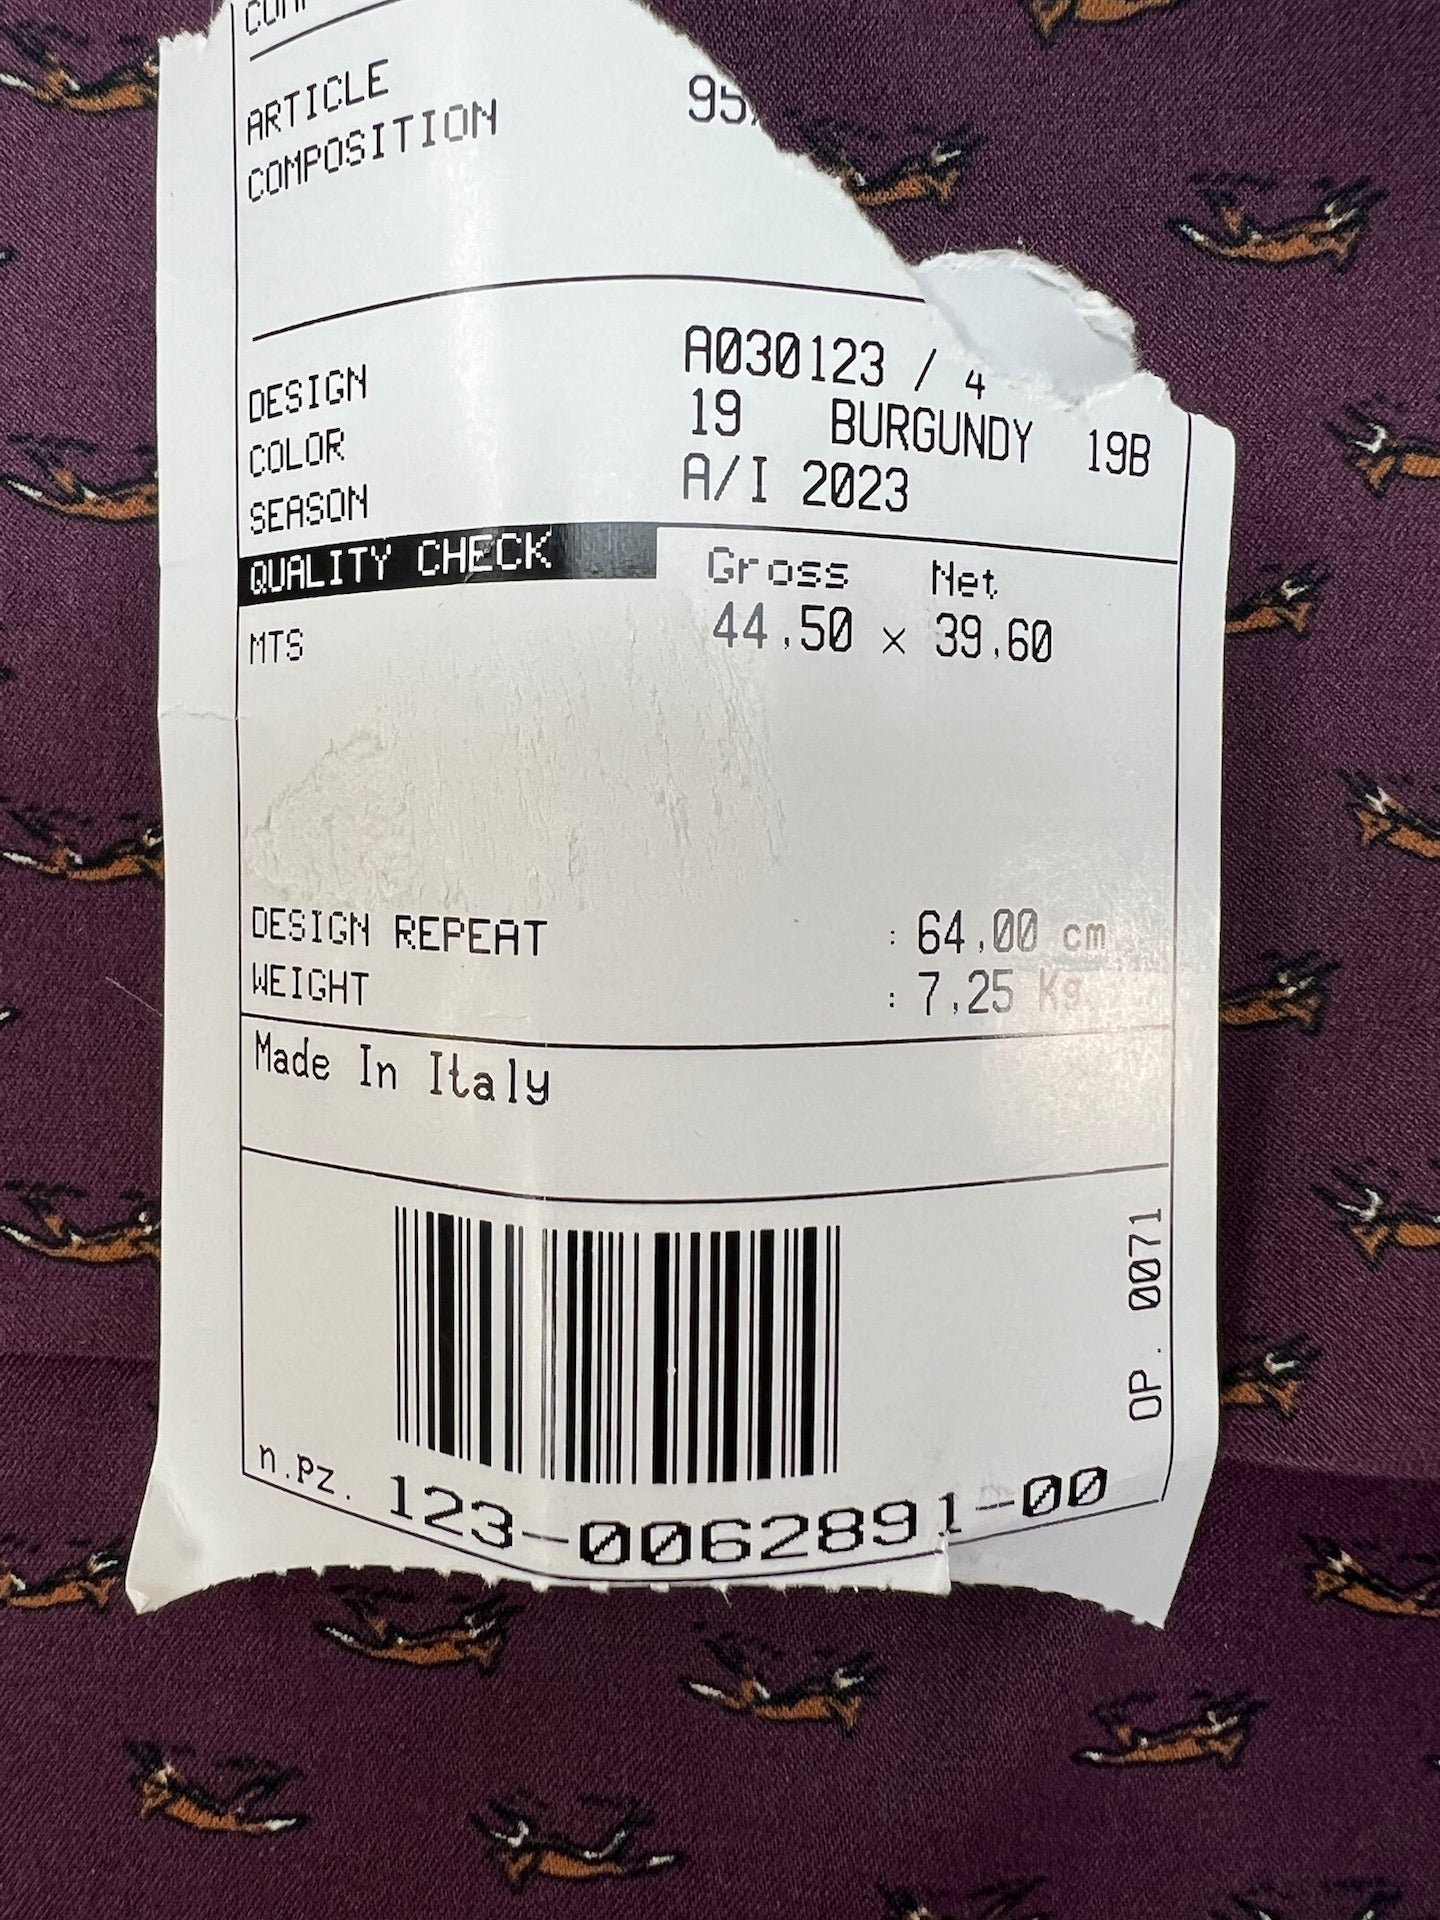 ARTICLE
COMPOSITION 95
DESIGN A030123 / 4
COLOR 19 BURGUNDY 19B
SEASON A/I 2023
QUALITY CHECK Gross Net
MTS 44,50 x 39,60
DESIGN REPEAT : 64,00 cm
WEIGHT : 7,25 Kg
Made In Italy
OP. 0071
n.PZ. 123-0062891-00